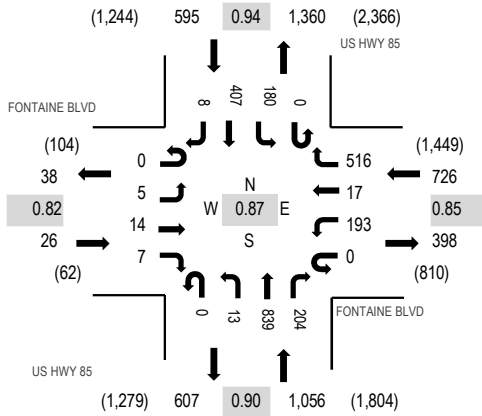 (1,244) 595 0.94 1,360 (2,366)
US HWY 85
8 407 180 0
FONTAINE BLVD
(104)
38
0.82
26
(62)
0
5
14
7
N
W 0.87 E
S
516
17
193
0
(1,449)
726
0.85
398
(810)
0 13 839 204
FONTAINE BLVD
US HWY 85
(1,279) 607 0.90 1,056 (1,804)